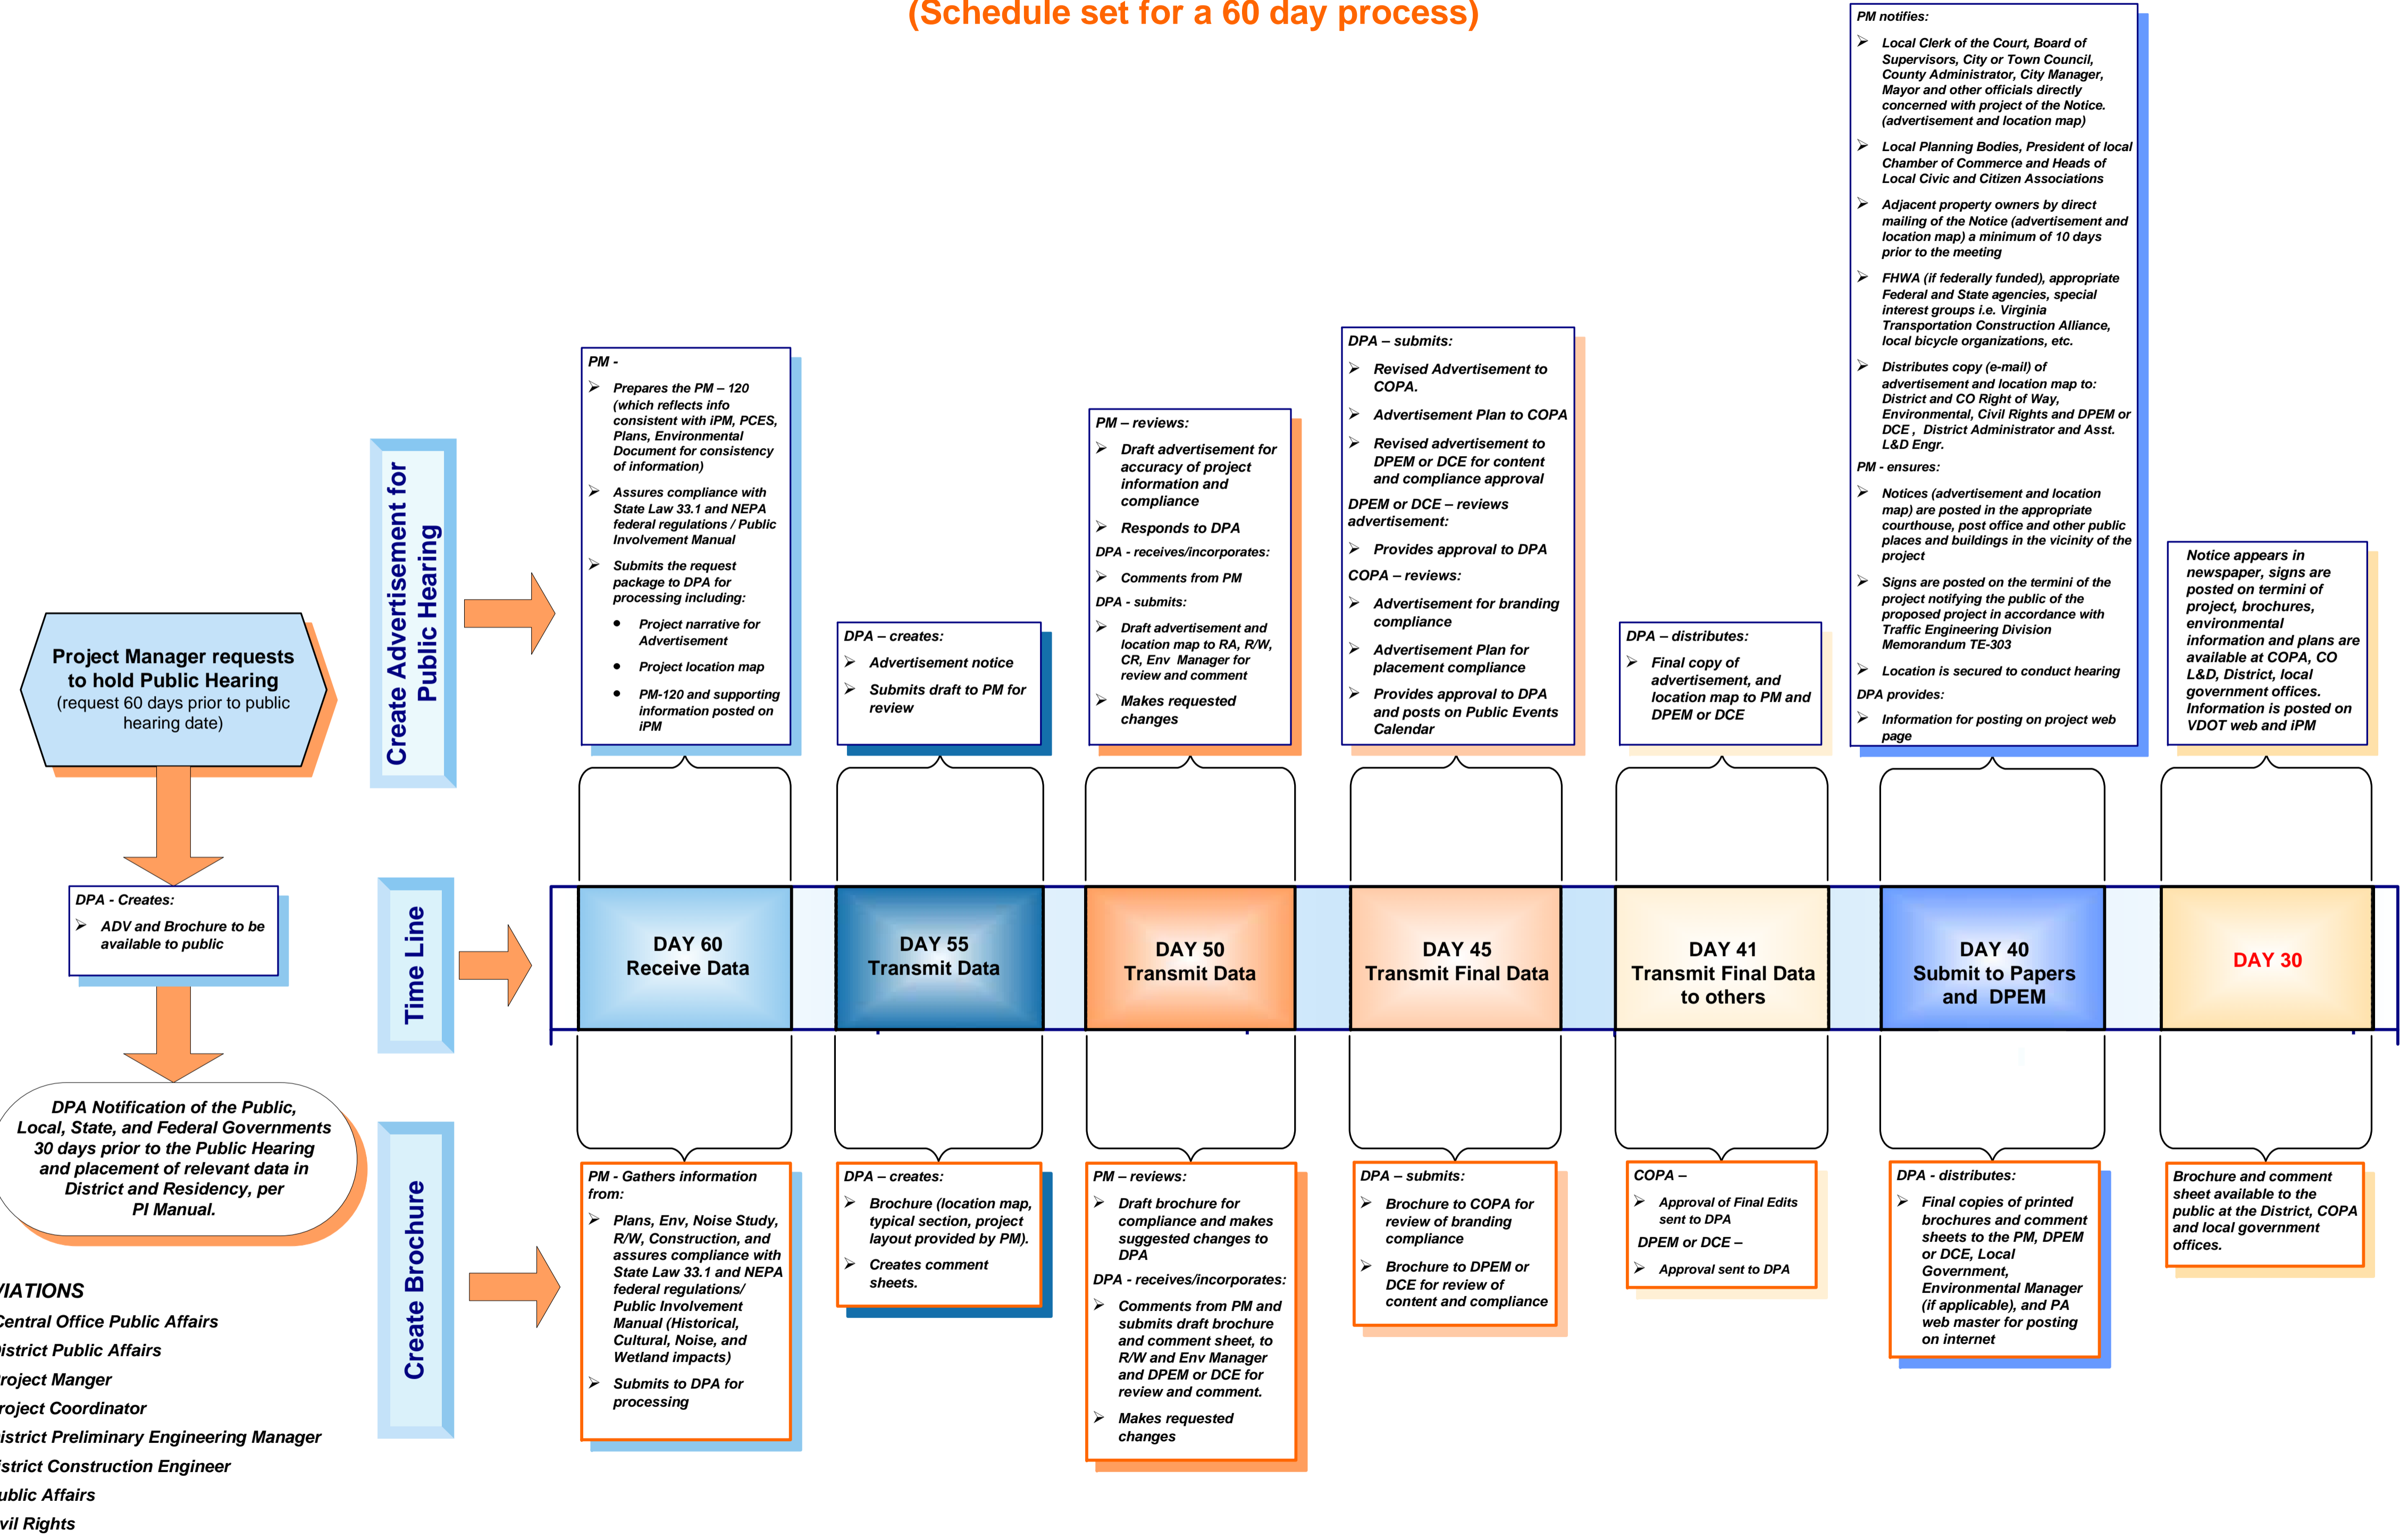 (Schedule set for a 60 day process)
Project Manager requests
to hold Public Hearing
(request 60 days prior to public
hearing date)
DPA - Creates:
➢ ADV and Brochure to be
available to public
DPA Notification of the Public,
Local, State, and Federal Governments
30 days prior to the Public Hearing
and placement of relevant data in
District and Residency, per
PI Manual.
VIATIONS
Central Office Public Affairs
District Public Affairs
Project Manger
Project Coordinator
District Preliminary Engineering Manager
District Construction Engineer
Public Affairs
Civil Rights
Create Advertisement for
Public Hearing
PM -
➢ Prepares the PM – 120
(which reflects info
consistent with iPM, PCES,
Plans, Environmental
Document for consistency
of information)
➢ Assures compliance with
State Law 33.1 and NEPA
federal regulations / Public
Involvement Manual
➢ Submits the request
package to DPA for
processing including:
• Project narrative for
Advertisement
• Project location map
• PM-120 and supporting
information posted on
iPM
DPA – creates:
➢ Advertisement notice
➢ Submits draft to PM for
review
PM – reviews:
➢ Draft advertisement for
accuracy of project
information and
compliance
➢ Responds to DPA
DPA - receives/incorporates:
➢ Comments from PM
DPA - submits:
➢ Draft advertisement and
location map to RA, R/W,
CR, Env Manager for
review and comment
➢ Makes requested
changes
DPA – submits:
➢ Revised Advertisement to
COPA.
➢ Advertisement Plan to COPA
➢ Revised advertisement to
DPEM or DCE for content
and compliance approval
DPEM or DCE – reviews
advertisement:
➢ Provides approval to DPA
COPA – reviews:
➢ Advertisement for branding
compliance
➢ Advertisement Plan for
placement compliance
➢ Provides approval to DPA
and posts on Public Events
Calendar
DPA – distributes:
➢ Final copy of
advertisement, and
location map to PM and
DPEM or DCE
PM notifies:
➢ Local Clerk of the Court, Board of
Supervisors, City or Town Council,
County Administrator, City Manager,
Mayor and other officials directly
concerned with project of the Notice.
(advertisement and location map)
➢ Local Planning Bodies, President of local
Chamber of Commerce and Heads of
Local Civic and Citizen Associations
➢ Adjacent property owners by direct
mailing of the Notice (advertisement and
location map) a minimum of 10 days
prior to the meeting
➢ FHWA (if federally funded), appropriate
Federal and State agencies, special
interest groups i.e. Virginia
Transportation Construction Alliance,
local bicycle organizations, etc.
➢ Distributes copy (e-mail) of
advertisement and location map to:
District and CO Right of Way,
Environmental, Civil Rights and DPEM or
DCE , District Administrator and Asst.
L&D Engr.
PM - ensures:
➢ Notices (advertisement and location
map) are posted in the appropriate
courthouse, post office and other public
places and buildings in the vicinity of the
project
➢ Signs are posted on the termini of the
project notifying the public of the
proposed project in accordance with
Traffic Engineering Division
Memorandum TE-303
➢ Location is secured to conduct hearing
DPA provides:
➢ Information for posting on project web
page
Notice appears in
newspaper, signs are
posted on termini of
project, brochures,
environmental
information and plans are
available at COPA, CO
L&D, District, local
government offices.
Information is posted on
VDOT web and iPM
Time Line
DAY 60
Receive Data
DAY 55
Transmit Data
DAY 50
Transmit Data
DAY 45
Transmit Final Data
DAY 41
Transmit Final Data
to others
DAY 40
Submit to Papers
and DPEM
DAY 30
Create Brochure
PM - Gathers information
from:
➢ Plans, Env, Noise Study,
R/W, Construction, and
assures compliance with
State Law 33.1 and NEPA
federal regulations/
Public Involvement
Manual (Historical,
Cultural, Noise, and
Wetland impacts)
➢ Submits to DPA for
processing
DPA – creates:
➢ Brochure (location map,
typical section, project
layout provided by PM).
➢ Creates comment
sheets.
PM – reviews:
➢ Draft brochure for
compliance and makes
suggested changes to
DPA
DPA - receives/incorporates:
➢ Comments from PM and
submits draft brochure
and comment sheet, to
R/W and Env Manager
and DPEM or DCE for
review and comment.
➢ Makes requested
changes
DPA – submits:
➢ Brochure to COPA for
review of branding
compliance
➢ Brochure to DPEM or
DCE for review of
content and compliance
COPA –
➢ Approval of Final Edits
sent to DPA
DPEM or DCE –
➢ Approval sent to DPA
DPA - distributes:
➢ Final copies of printed
brochures and comment
sheets to the PM, DPEM
or DCE, Local
Government,
Environmental Manager
(if applicable), and PA
web master for posting
on internet
Brochure and comment
sheet available to the
public at the District, COPA
and local government
offices.